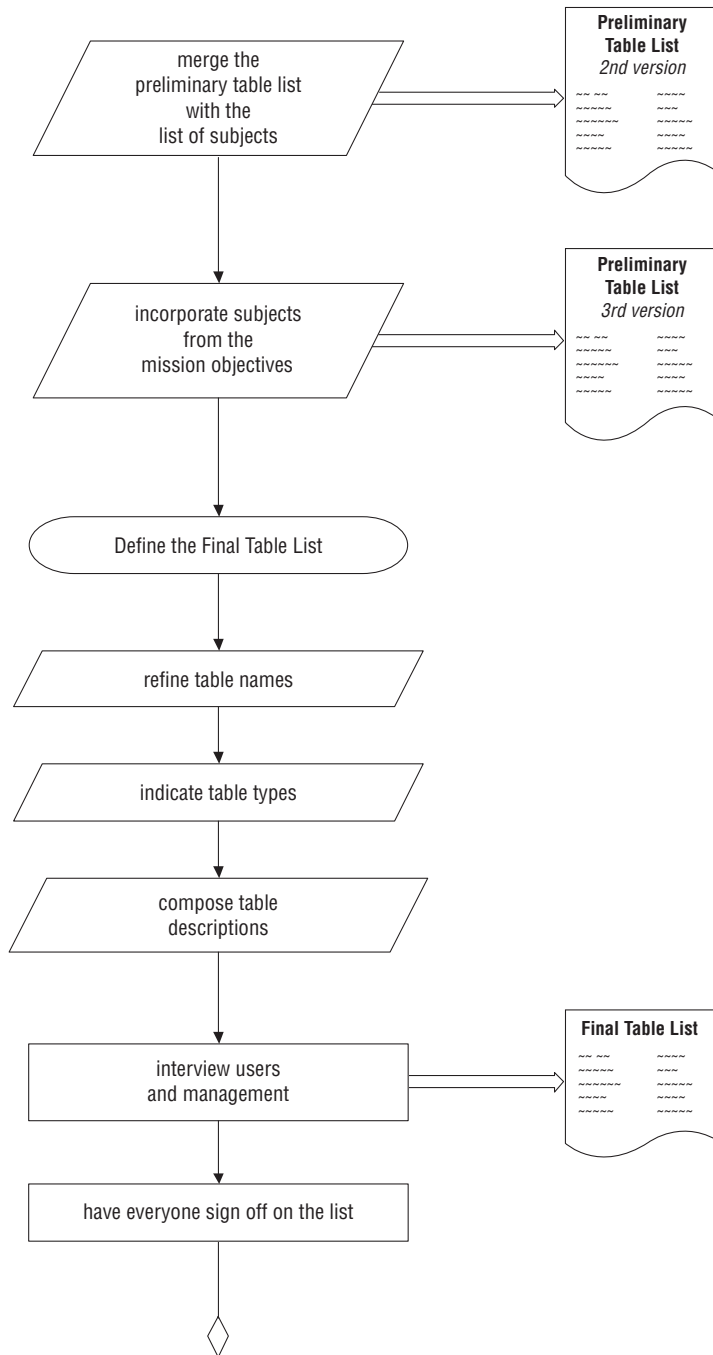 merge the
preliminary table list
with the
list of subjects
Preliminary
Table List
2nd version
~~ ~~ ~~~~
~~~~~ ~~~
~~~~~~ ~~~~~
~~~~ ~~~~
~~~~~ ~~~~~
incorporate subjects
from the
mission objectives
Preliminary
Table List
3rd version
~~ ~~ ~~~~
~~~~~ ~~~
~~~~~~ ~~~~~
~~~~ ~~~~
~~~~~ ~~~~~
Define the Final Table List
refine table names
indicate table types
compose table
descriptions
interview users
and management
Final Table List
~~ ~~ ~~~~
~~~~~ ~~~
~~~~~~ ~~~~~
~~~~ ~~~~
~~~~~ ~~~~~
have everyone sign off on the list